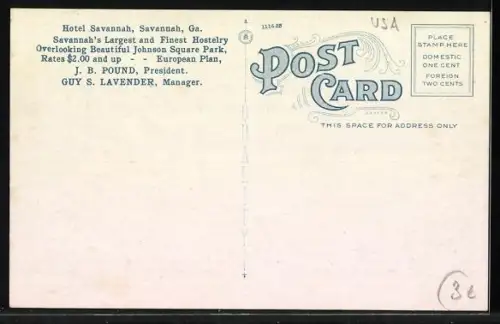 Hotel Savannah, Savannah, Ga.
Savannah's Largest and Finest Hostelry
Overlooking Beautiful Johnson Square Park,
Rates $2.00 and up - - European Plan,
J. B. POUND, President.
GUY S. LAVENDER, Manager.
USA
POST
CARD
THIS SPACE FOR ADDRESS ONLY
PLACE
STAMP HERE
DOMESTIC
ONE CENT
FOREIGN
TWO CENTS
3€